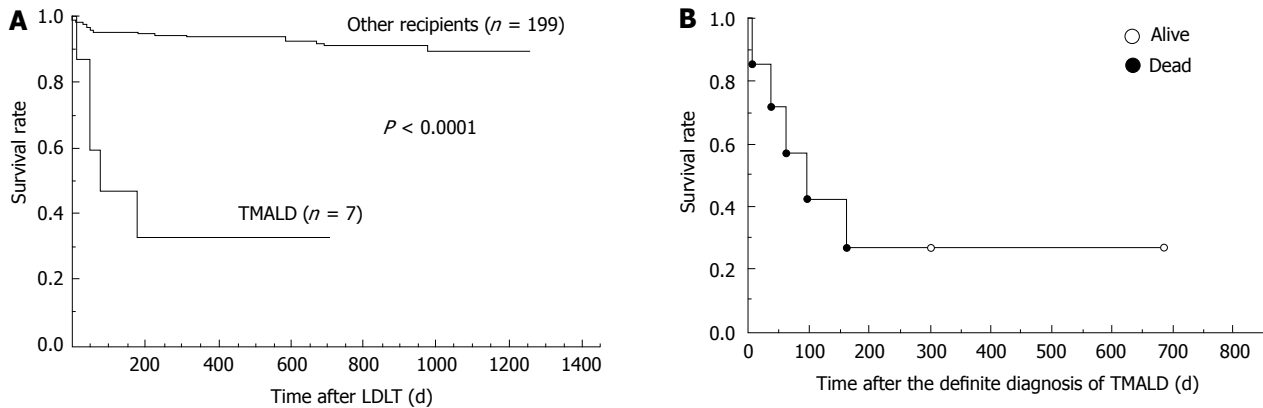 A
1.0
0.8
0.6
0.4
0.2
0.0
Survival rate
Other recipients (n = 199)
P < 0.0001
TMALD (n = 7)
200 400 600 800 1000 1200 1400
Time after LDLT (d)
B
1.0
0.8
0.6
0.4
0.2
0.0
Survival rate
Alive
Dead
0 100 200 300 400 500 600 700 800
Time after the definite diagnosis of TMALD (d)